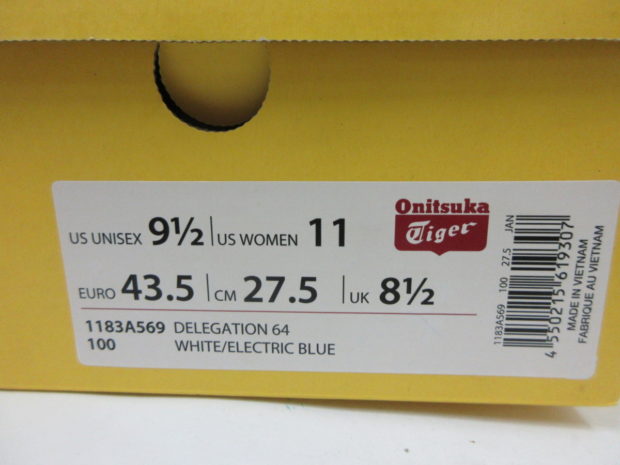 US UNISEX 9½ US WOMEN 11
Onitsuka
Tiger
EURO 43.5 CM 27.5 UK 8½
1183A569 DELEGATION 64
100 WHITE/ELECTRIC BLUE
1183A569 100 27.5 JAN
4 550215 619307
MADE IN VIETNAM
FABRIQUE AU VIETNAM